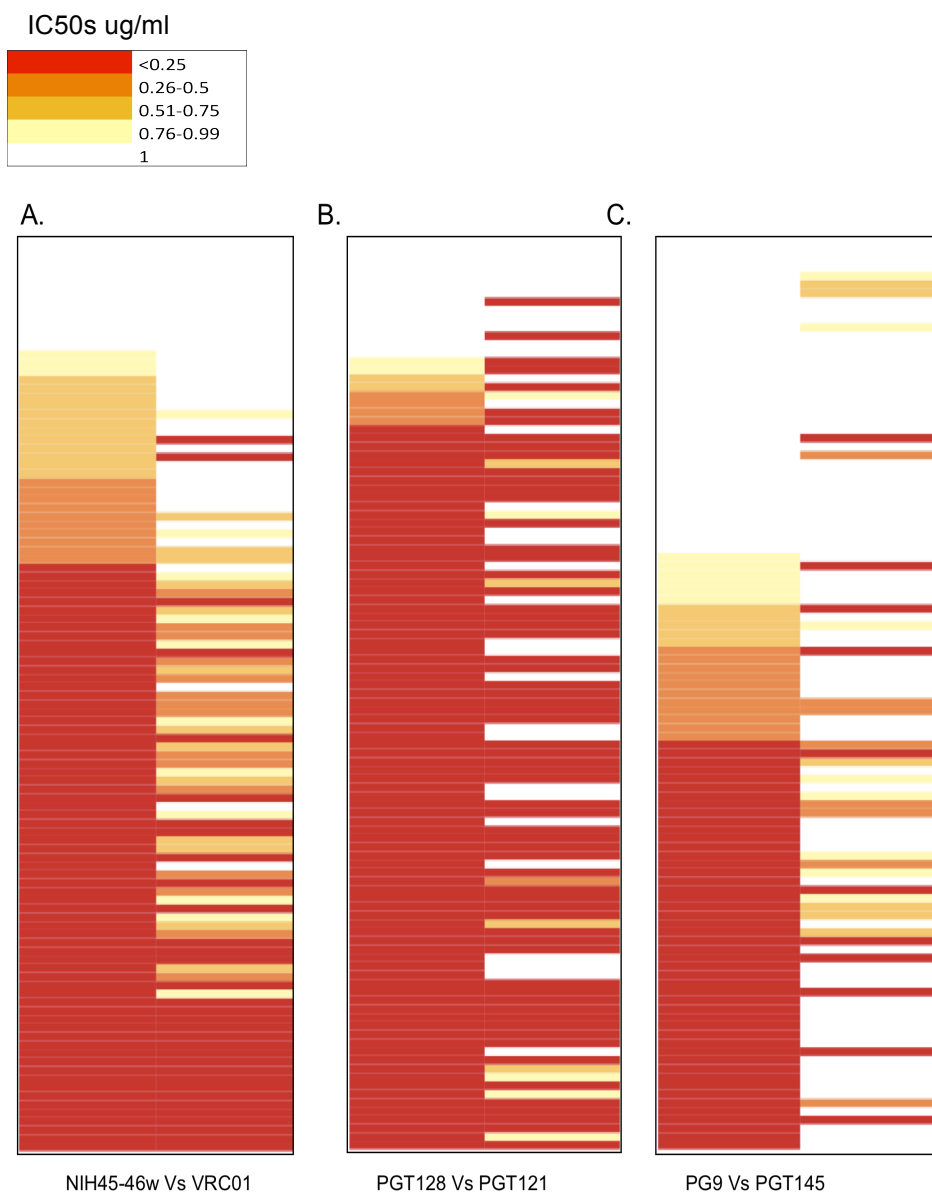 IC50s ug/ml
<0.25
0.26-0.5
0.51-0.75
0.76-0.99
1
A.
B.
C.
NIH45-46w Vs VRC01
PGT128 Vs PGT121
PG9 Vs PGT145